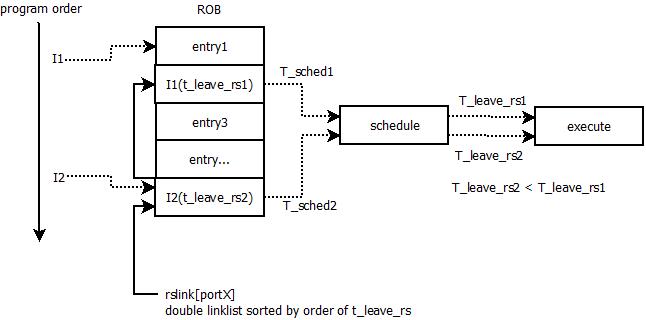 program order
ROB
I1
entry1
I1(t_leave_rs1)
T_sched1
entry3
entry...
schedule
T_leave_rs1
T_leave_rs2
execute
I2
I2(t_leave_rs2)
T_sched2
T_leave_rs2 < T_leave_rs1
rslink[portX]
double linklist sorted by order of t_leave_rs